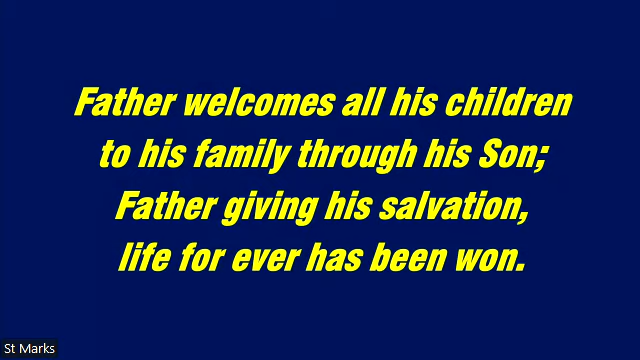 Father welcomes all his children
to his family through his Son;
Father giving his salvation,
life for ever has been won.
St Marks